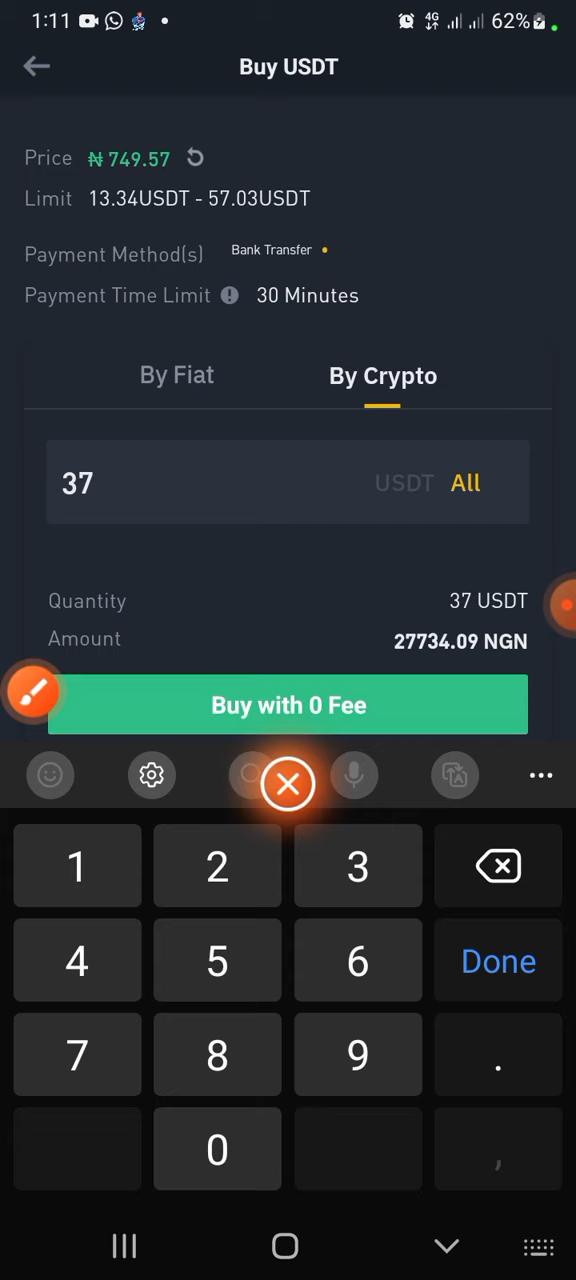 1:11 4G 62%
Buy USDT
Price ₦ 749.57
Limit 13.34USDT - 57.03USDT
Payment Method(s) Bank Transfer
Payment Time Limit 30 Minutes
By Fiat By Crypto
37 USDT All
Quantity 37 USDT
Amount 27734.09 NGN
Buy with 0 Fee
1 2 3
4 5 6 Done
7 8 9 .
0 ,